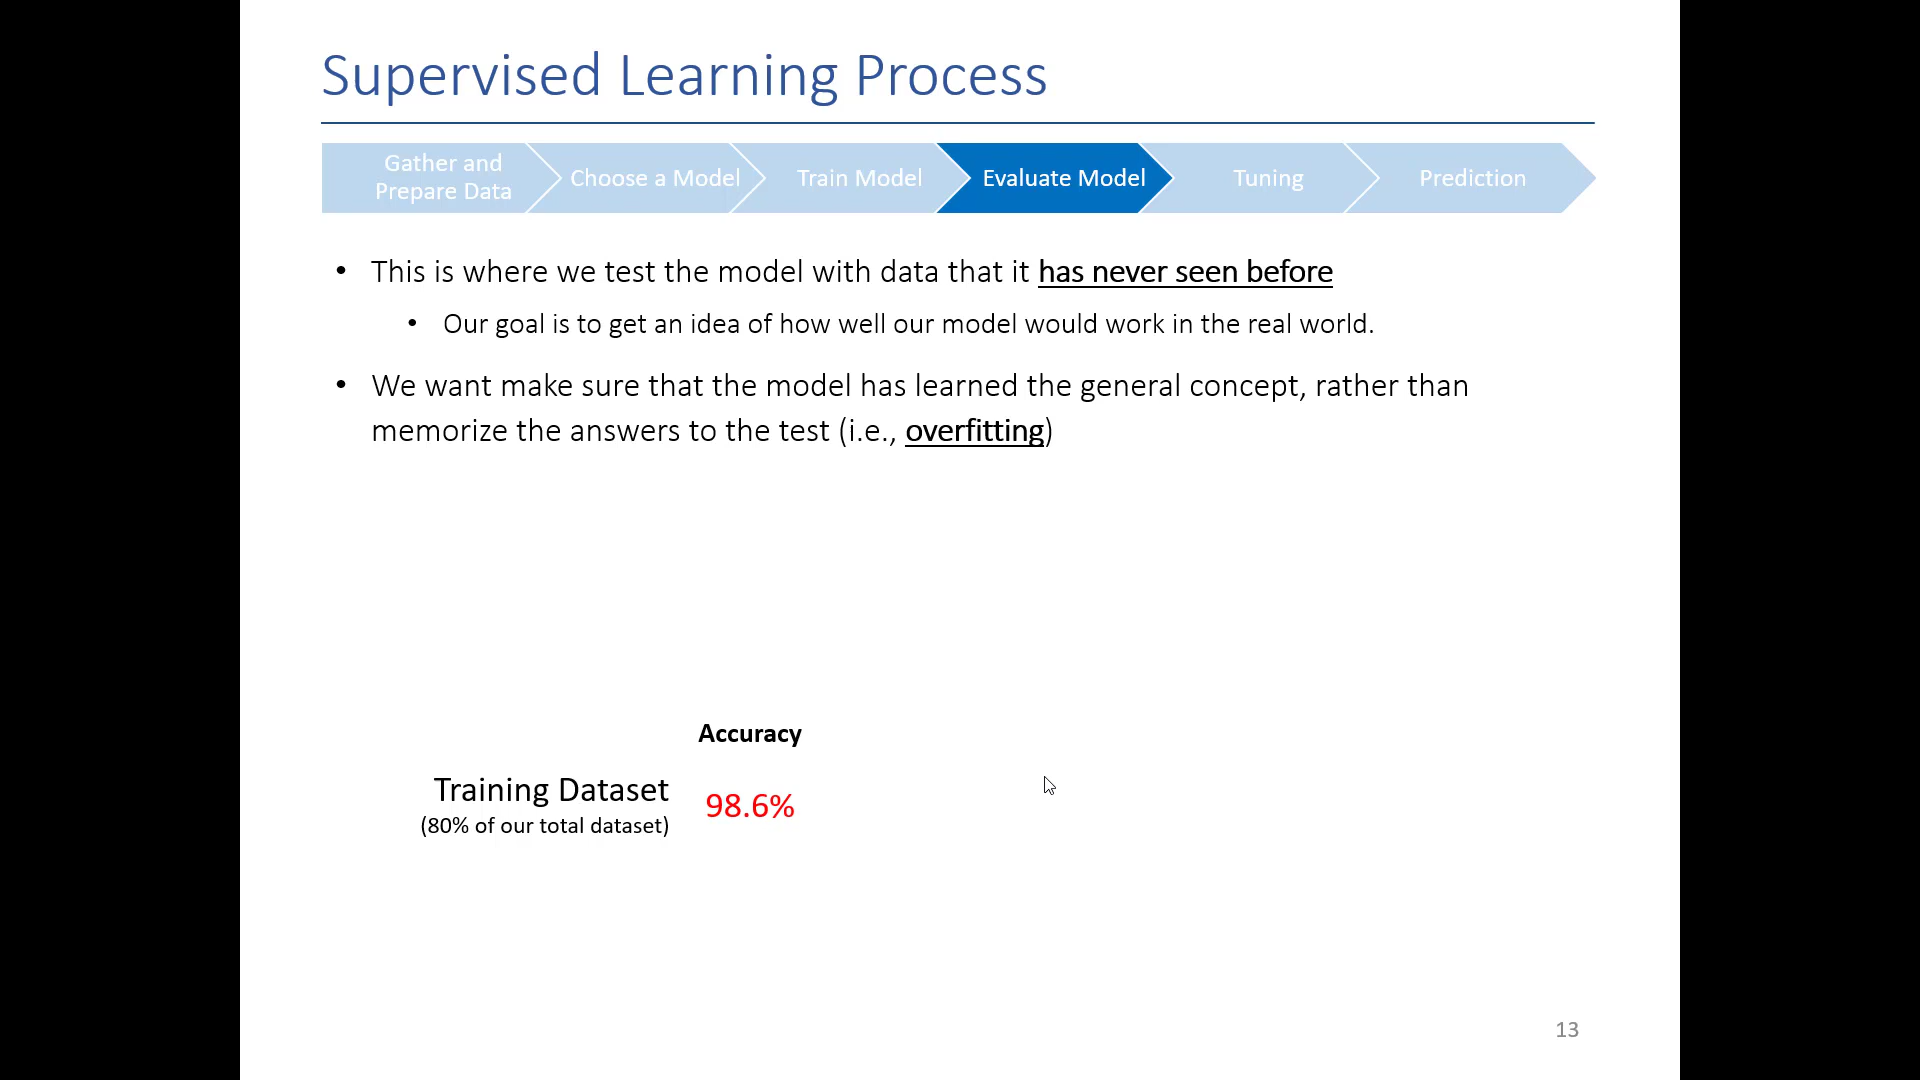 Supervised Learning Process
Gather and
Prepare Data
Choose a Model
Train Model
Evaluate Model
Tuning
Prediction
• This is where we test the model with data that it has never seen before
• Our goal is to get an idea of how well our model would work in the real world.
• We want make sure that the model has learned the general concept, rather than
memorize the answers to the test (i.e., overfitting)
Accuracy
Training Dataset
98.6%
(80% of our total dataset)
13